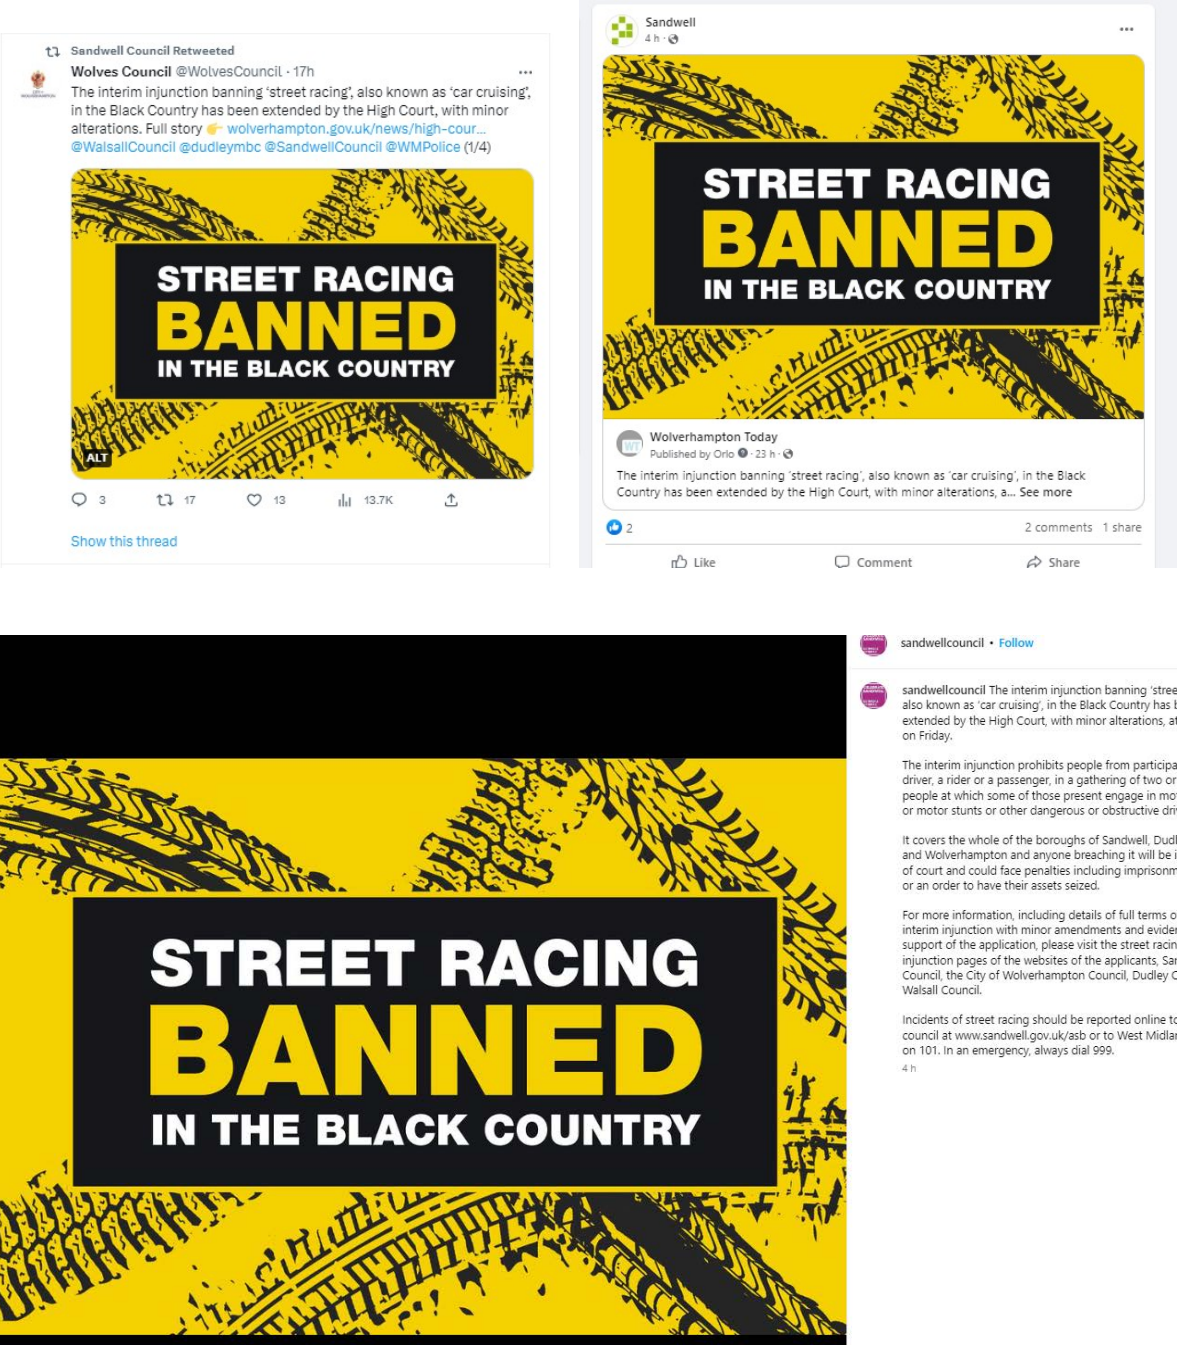 Sandwell Council Retweeted
Wolves Council @WolvesCouncil · 17h
The interim injunction banning ‘street racing’, also known as ‘car cruising’,
in the Black Country has been extended by the High Court, with minor
alterations. Full story 👉 wolverhampton.gov.uk/news/high-cour...
@WalsallCouncil @dudleymbc @SandwellCouncil @WMPolice (1/4)
STREET RACING
BANNED
IN THE BLACK COUNTRY
ALT
3 17 13 13.7K
Show this thread
Sandwell
4 h ·
STREET RACING
BANNED
IN THE BLACK COUNTRY
WT
Wolverhampton Today
Published by Orlo · 23 h ·
The interim injunction banning ‘street racing’, also known as ‘car cruising’, in the Black
Country has been extended by the High Court, with minor alterations, a... See more
2
2 comments 1 share
Like Comment Share
STREET RACING
BANNED
IN THE BLACK COUNTRY
sandwellcouncil • Follow
sandwellcouncil The interim injunction banning ‘stree
also known as ‘car cruising’, in the Black Country has b
extended by the High Court, with minor alterations, at
on Friday.
The interim injunction prohibits people from participa
driver, a rider or a passenger, in a gathering of two or
people at which some of those present engage in mo
or motor stunts or other dangerous or obstructive dri
It covers the whole of the boroughs of Sandwell, Dudl
and Wolverhampton and anyone breaching it will be i
of court and could face penalties including imprisonm
or an order to have their assets seized.
For more information, including details of full terms o
interim injunction with minor amendments and evider
support of the application, please visit the street racin
injunction pages of the websites of the applicants, Sar
Council, the City of Wolverhampton Council, Dudley C
Walsall Council.
Incidents of street racing should be reported online to
council at www.sandwell.gov.uk/asb or to West Midlar
on 101. In an emergency, always dial 999.
4 h